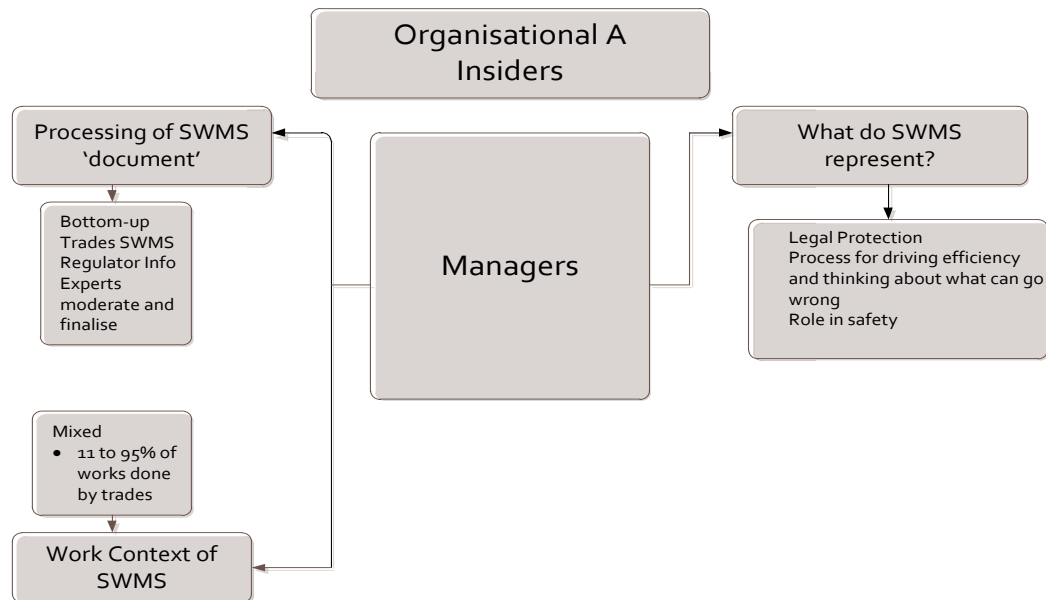 Organisational A
Insiders
Processing of SWMS
‘document’
Bottom-up
Trades SWMS
Regulator Info
Experts
moderate and
finalise
Managers
What do SWMS
represent?
Legal Protection
Process for driving efficiency
and thinking about what can go
wrong
Role in safety
Mixed
• 11 to 95% of
works done
by trades
Work Context of
SWMS